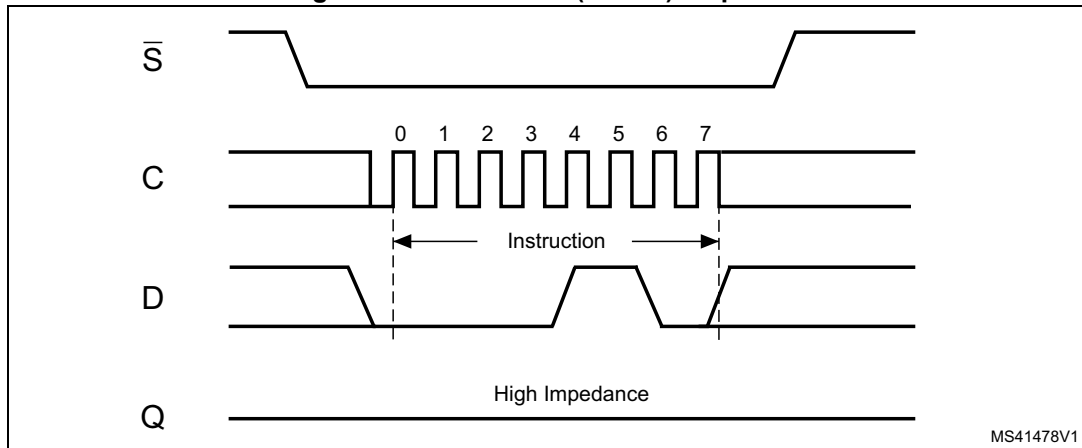 S̅
0 1 2 3 4 5 6 7
C
Instruction
D
High Impedance
Q
MS41478V1